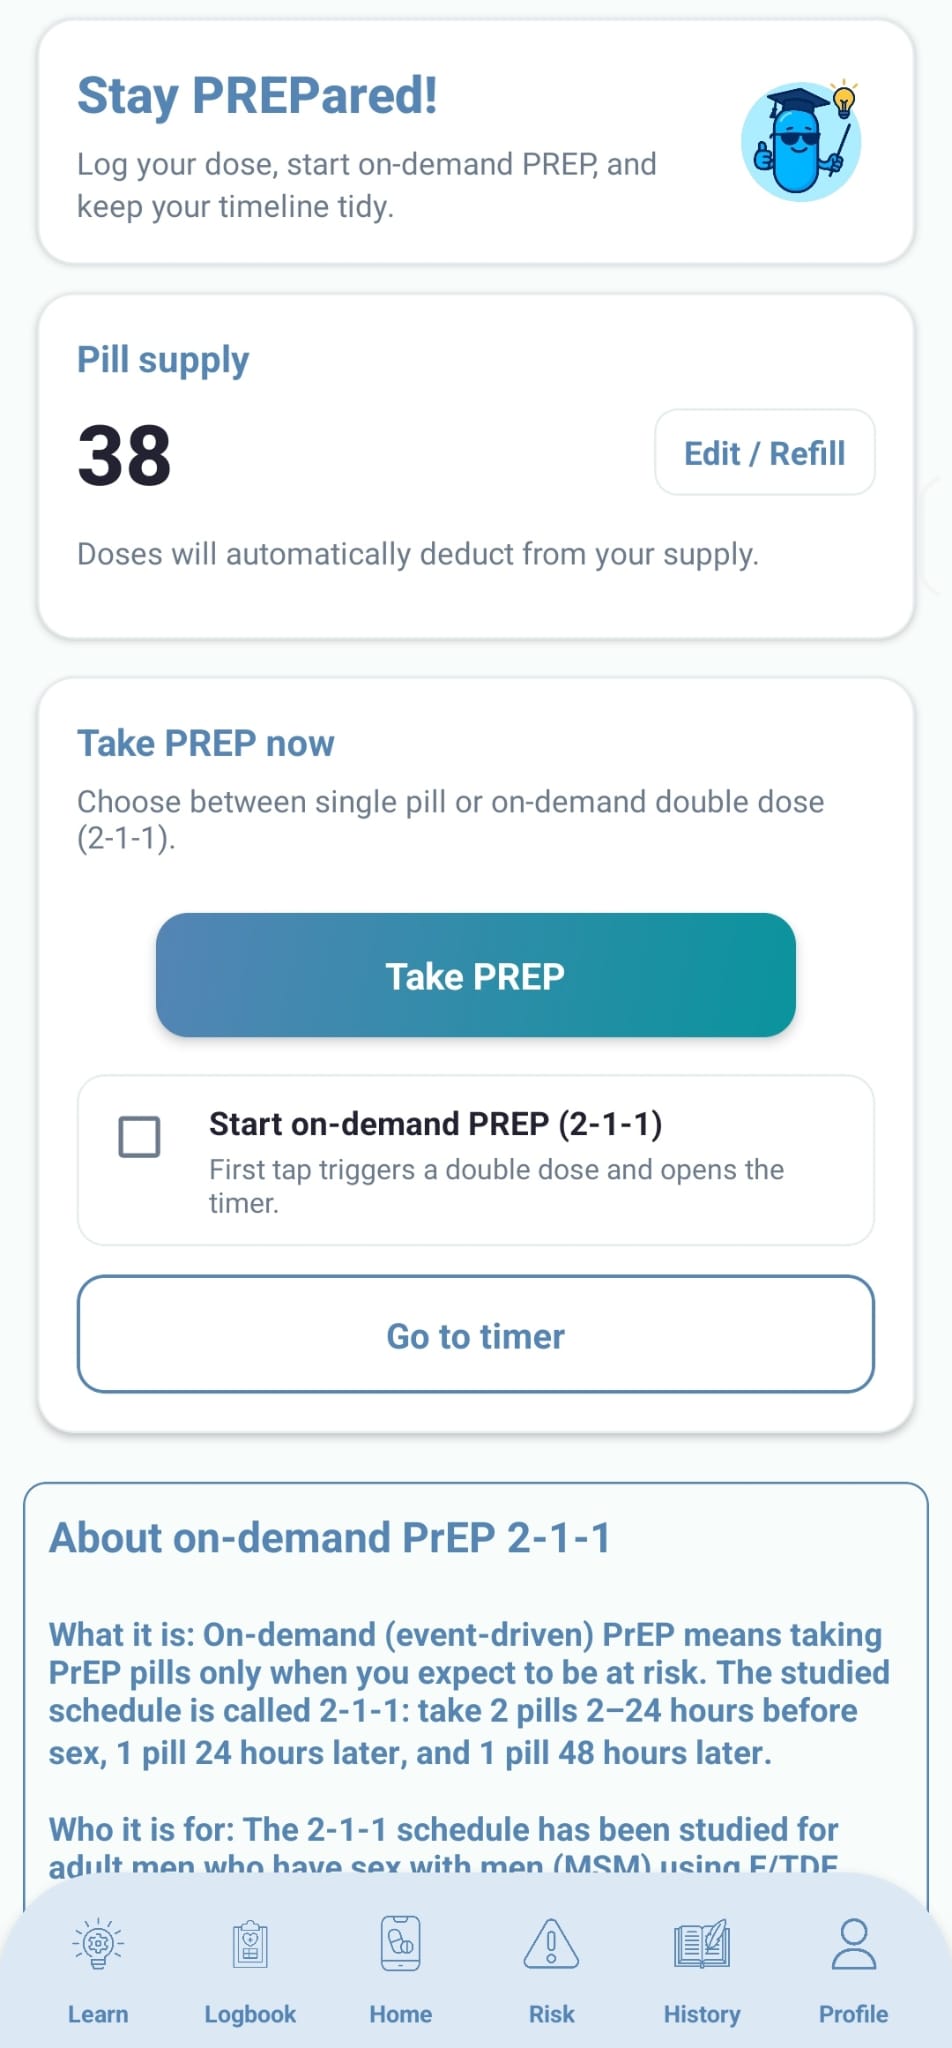 Stay PREPared!
Log your dose, start on-demand PREP, and
keep your timeline tidy.
Pill supply
38
Edit / Refill
Doses will automatically deduct from your supply.
Take PREP now
Choose between single pill or on-demand double dose
(2-1-1).
Take PREP
Start on-demand PREP (2-1-1)
First tap triggers a double dose and opens the
timer.
Go to timer
About on-demand PrEP 2-1-1
What it is: On-demand (event-driven) PrEP means taking
PrEP pills only when you expect to be at risk. The studied
schedule is called 2-1-1: take 2 pills 2–24 hours before
sex, 1 pill 24 hours later, and 1 pill 48 hours later.
Who it is for: The 2-1-1 schedule has been studied for
adult men who have sex with men (MSM) using F/TDF
Learn
Logbook
Home
Risk
History
Profile